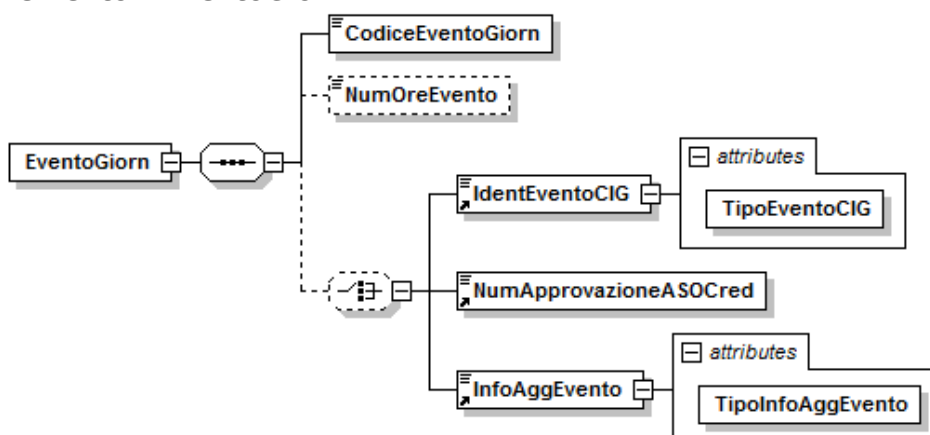 CodiceEventoGiorn
NumOreEvento
EventoGiorn
attributes
IdentEventoCIG
TipoEventoCIG
NumApprovazioneASOCred
attributes
InfoAggEvento
TipoInfoAggEvento